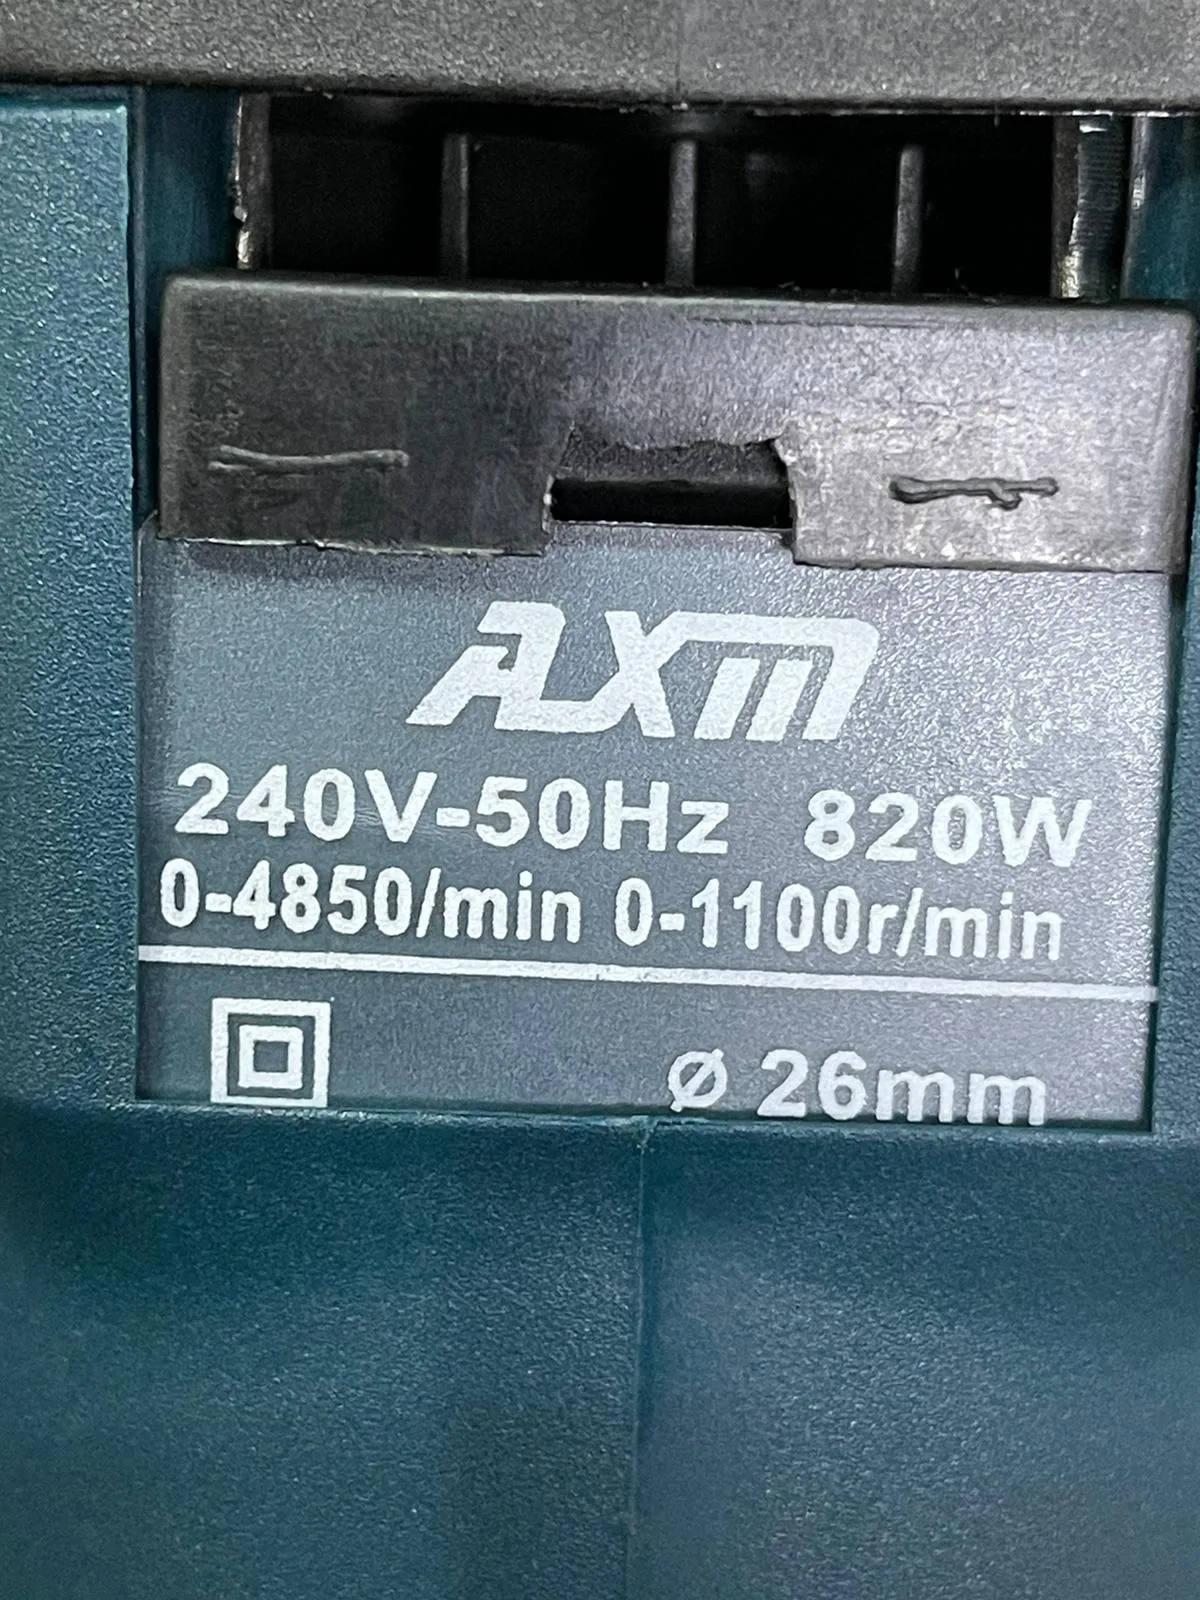 AXM
240V-50Hz 820W
0-4850/min 0-1100r/min
Ø 26mm